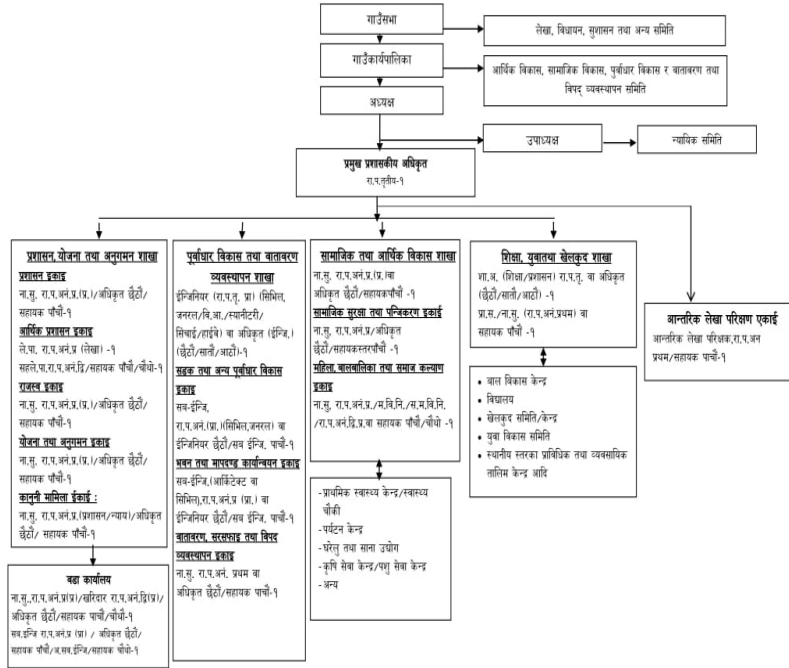 गाउँसभा
लेखा, विधायन, सुशासन तथा अन्य समिति
गाउँकार्यपालिका
आर्थिक विकास, सामाजिक विकास, पुर्वाधार विकास र वातावरण तथा
विपद् व्यवस्थापन समिति
अध्यक्ष
उपाध्यक्ष
न्यायिक समिति
प्रमुख प्रशासकीय अधिकृत
रा.प.तृतीय-१
प्रशासन,योजना तथा अनुगमन शाखा
प्रशासन इकाइ
ना.सु. रा.प.अनं.प्र.(प्र.)/अधिकृत छैठौं/
सहायक पाँचौं-१
आर्थिक प्रशासन इकाइ
ले.पा. रा.प.अनं.प्र (लेखा) -१
सहले.पा.रा.प.अनं.द्वि/सहायक पाँचौं/चौथो-१
राजस्व इकाइ
ना.सु. रा.प.अनं.प्र.(प्र.)/अधिकृत छैठौं/
सहायक पाँचौं-१
योजना तथा अनुगमन इकाइ
ना.सु. रा.प.अनं.प्र.(प्र.)/अधिकृत छैठौं/
सहायक पाँचौं-१
कानुनी मामिला ईकाई :
ना.सु. रा.प.अनं.प्र.(प्रशासन/न्याय)/अधिकृत
छैठौं/ सहायक पाँचौं-१
वडा कार्यालय
ना.सु.,रा.प.अनं.प्र(प्र)/खरिदार रा.प.अनं.द्वि(प्र)/
अधिकृत छैठौं/सहायक पाचौं/चौथौ-१
सव.इन्जि रा.प.अनं.प्र (प्रा) / अधिकृत छैठौं/
सहायक पाँचौं/अ.सव.ईन्जि/सहायक चौथो-१
पूर्वाधार विकास तथा वातावरण
व्यवस्थापन शाखा
ईन्जिनियर (रा.प.तृ. प्रा) (सिभिल,
जनरल/वि.आ./स्यानीटरी/
सिचाई/हाईवे) वा अधिकृत (ईन्जि.)
(छैठौं/सातौं/आठौं)-१
सडक तथा अन्य पूर्वाधार विकास
इकाइ
सव-ईन्जि,
रा.प.अनं.(प्रा.)(सिभिल,जनरल) वा
ईन्जिनियर छैठौं/सव ईन्जि. पाचौं-१
भवन तथा मापदण्ड कार्यान्वयन इकाइ
सव-ईन्जि.(आर्किटेक्ट वा
सिभिल),रा.प.अनं.प्र (प्रा.) वा
ईन्जिनियर छैठौं/सव ईन्जि. पाचौं-१
वातावरण, सरसफाइ तथा विपद
व्यवस्थापन इकाइ
ना.सु. रा.प.अनं. प्रथम वा
अधिकृत छैठौं/सहायक पाचौं-१
सामाजिक तथा आर्थिक विकास शाखा
ना.सु. रा.प.अनं.प्र.(प्र.)वा
अधिकृत छैठौं/सहायकपाँचौं -१
सामाजिक सुरक्षा तथा पन्जिकरण इकाई
ना.सु. रा.प.अनं.प्र/अधिकृत
छैठौं/सहायकस्तरपाँचौं -१
महिला,बालबालिका तथा समाज कल्याण
इकाइ
ना.सु. रा.प.अनं.प्र./म.वि.नि./स.म.वि.नि.
/रा.प.अनं.द्वि.प्र.वा सहायक पाँचौं/चौथो -१
-प्राथमिक स्वास्थ्य केन्द्र/स्वास्थ्य
चौकी
-पर्यटन केन्द्र
-घरेलु तथा साना उद्योग
-कृषि सेवा केन्द्र/पशु सेवा केन्द्र
-अन्य
शिक्षा, युवातथा खेलकुद शाखा
शा.अ. (शिक्षा/प्रशासन) रा.प.तृ. वा अधिकृत
(छैठौं/सातौं/आठौं) -१
प्रा.स./ना.सु. (रा.प.अनं.प्रथम) वा
सहायक पाँचौं -१
• बाल विकास केन्द्र
• विद्यालय
• खेलकुद समिति/केन्द्र
• युवा विकास समिति
• स्थानीय स्तरका प्राविधिक तथा व्यवसायिक
तालिम केन्द्र आदि
आन्तरिक लेखा परिक्षण एकाई
आन्तरिक लेखा परिक्षक,रा.प.अन
प्रथम/सहायक पाचौं-१